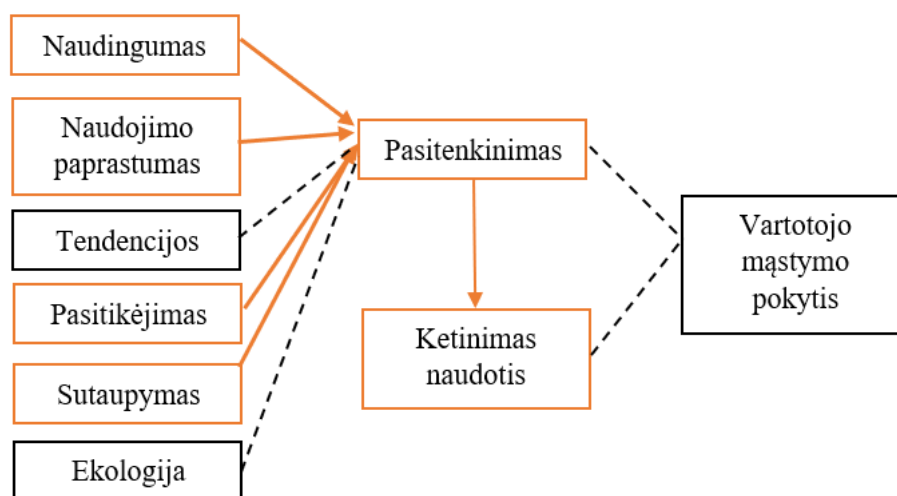 Naudingumas
Naudojimo
paprastumas
Tendencijos
Pasitikėjimas
Sutaupymas
Ekologija
Pasitenkinimas
Ketinimas
naudotis
Vartotojo
mąstymo
pokytis